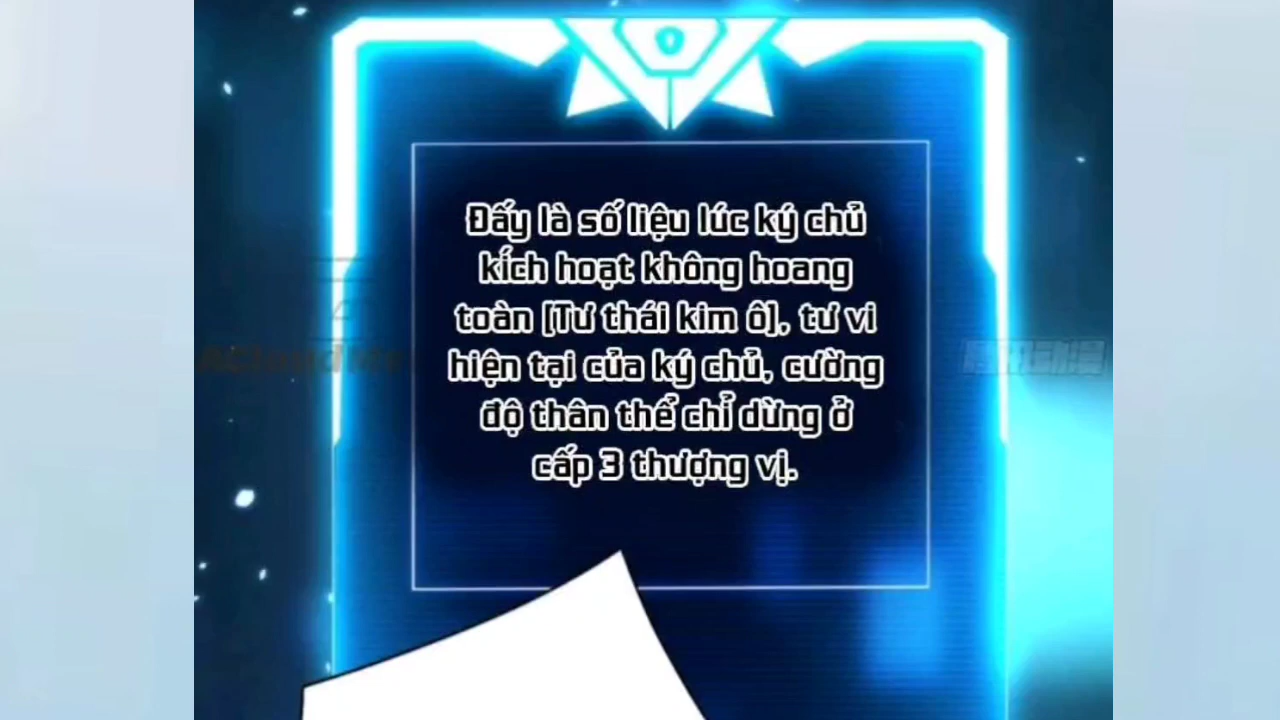 Đấy là số liệu lúc ký chủ
kích hoạt không hoang
toàn [Tư thái kim ô], tư vi
hiện tại của ký chủ, cường
độ thân thể chỉ dừng ở
cấp 3 thượng vị.